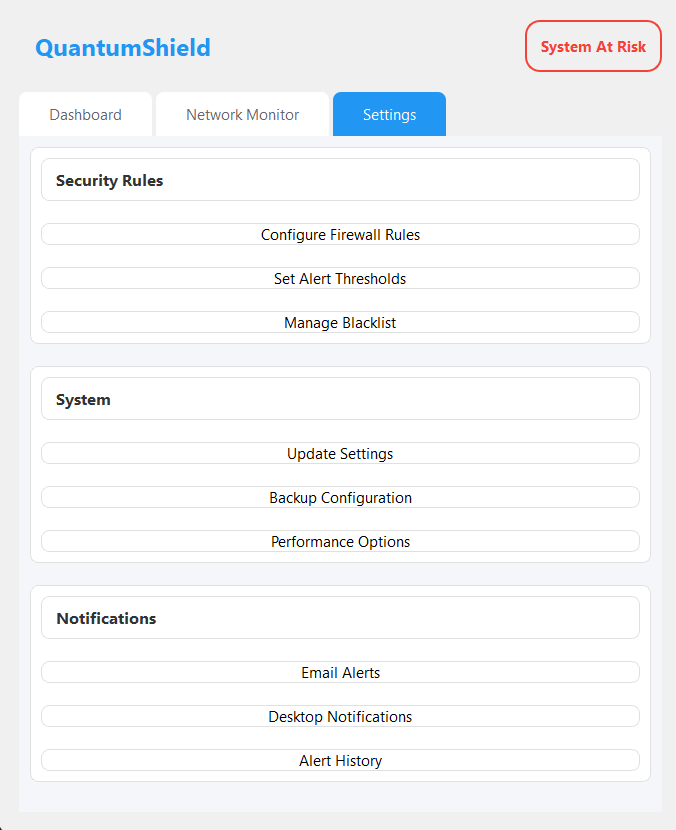 QuantumShield
System At Risk
Dashboard
Network Monitor
Settings
Security Rules
Configure Firewall Rules
Set Alert Thresholds
Manage Blacklist
System
Update Settings
Backup Configuration
Performance Options
Notifications
Email Alerts
Desktop Notifications
Alert History